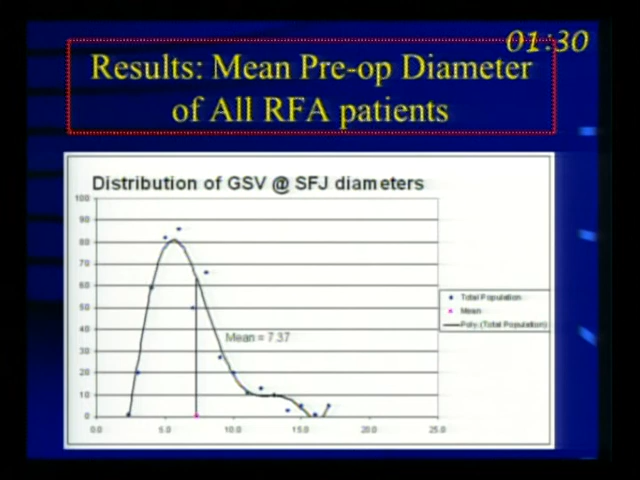 01:30
Results: Mean Pre-op Diameter
of All RFA patients
Distribution of GSV @ SFJ diameters
100
90
80
70
60
50
40
30
20
10
0
Mean = 7.37
Total Population
Mean
Poly. (Total Population)
0.0 5.0 10.0 15.0 20.0 25.0